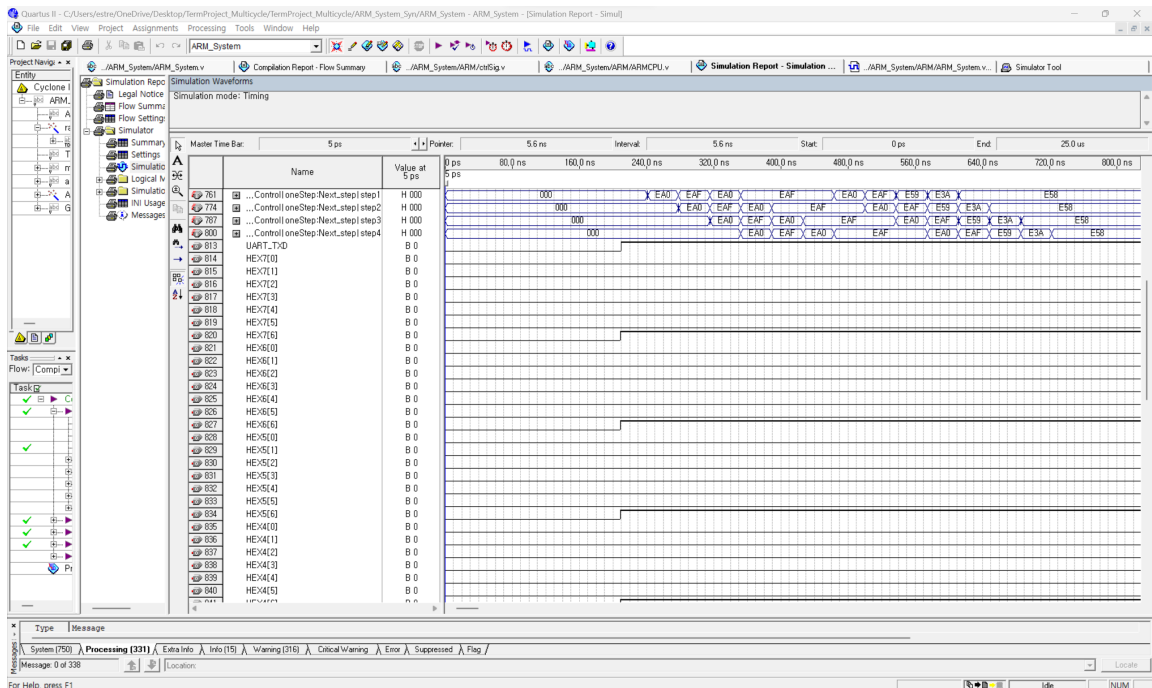 Quartus II - C:/Users/estre/OneDrive/Desktop/TermProject_Multicycle/TermProject_Multicycle/ARM_System_Syn/ARM_System - ARM_System - [Simulation Report - Simul]
File Edit View Project Assignments Processing Tools Window Help
ARM_System
Project Naviga
../ARM_System/ARM_System.v Compilation Report - Flow Summary ../ARM_System/ARM/ctrlSig.v ../ARM_System/ARM/ARMCPU.v Simulation Report - Simulation ... ../ARM_System/ARM/ARM_System.v... Simulator Tool
Entity
Cyclone I
ARM.
Simulation Repo
Legal Notice
Flow Summa
Flow Setting:
Simulator
Summary
Settings
Simulatio
Logical M
Simulatio
INI Usage
Messages
Simulation Waveforms
Simulation mode: Timing
Master Time Bar: 5 ps Pointer: 5.6 ns Interval: 5.6 ns Start: 0 ps End: 25.0 us
Name Value at 5 ps
0 ps 80.0 ns 160.0 ns 240.0 ns 320.0 ns 400.0 ns 480.0 ns 560.0 ns 640.0 ns 720.0 ns 800.0 ns
5 ps
761 ...Control|oneStep:Next_step|step1 H 000 000 EA0 EAF EA0 EAF EA0 EAF E59 E3A E58
774 ...Control|oneStep:Next_step|step2 H 000 000 EA0 EAF EA0 EAF EA0 EAF E59 E3A E58
787 ...Control|oneStep:Next_step|step3 H 000 000 EA0 EAF EA0 EAF EA0 EAF E59 E3A E58
800 ...Control|oneStep:Next_step|step4 H 000 000 EA0 EAF EA0 EAF EA0 EAF E59 E3A E58
813 UART_TXD B 0
814 HEX7[0] B 0
815 HEX7[1] B 0
816 HEX7[2] B 0
817 HEX7[3] B 0
818 HEX7[4] B 0
819 HEX7[5] B 0
820 HEX7[6] B 0
821 HEX6[0] B 0
822 HEX6[1] B 0
823 HEX6[2] B 0
824 HEX6[3] B 0
825 HEX6[4] B 0
826 HEX6[5] B 0
827 HEX6[6] B 0
828 HEX5[0] B 0
829 HEX5[1] B 0
830 HEX5[2] B 0
831 HEX5[3] B 0
832 HEX5[4] B 0
833 HEX5[5] B 0
834 HEX5[6] B 0
835 HEX4[0] B 0
836 HEX4[1] B 0
837 HEX4[2] B 0
838 HEX4[3] B 0
839 HEX4[4] B 0
840 HEX4[5] B 0
Tasks
Flow: Compi
Task
Type Message
System (750) Processing (331) Extra Info Info (15) Warning (316) Critical Warning Error Suppressed Flag
Message: 0 of 338 Location: Locate
Messages
For Help, press F1 Idle NUM